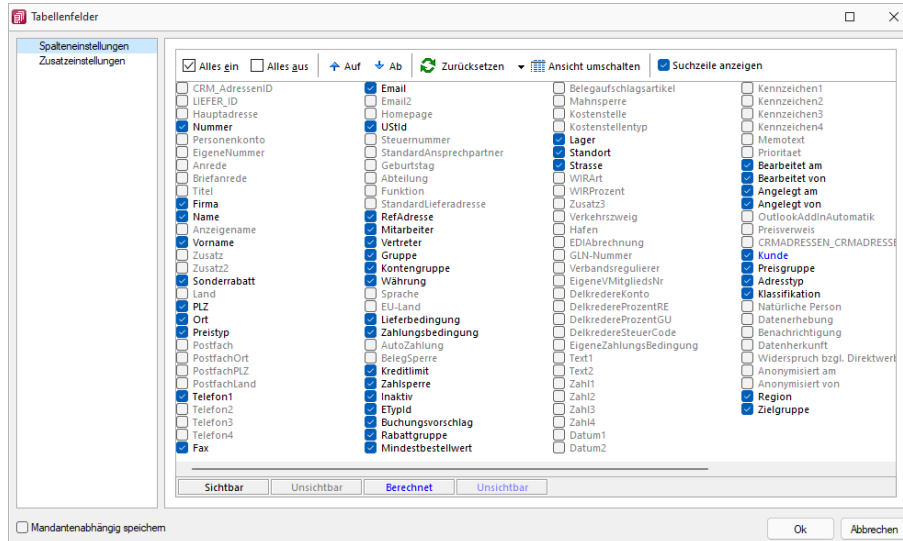 Tabellenfelder
Spalteneinstellungen
Zusatzeinstellungen
Alles ein Alles aus Auf Ab Zurücksetzen Ansicht umschalten Suchzeile anzeigen
CRM_AdressenID
LIEFER_ID
Hauptadresse
Nummer
Personenkonto
EigeneNummer
Anrede
Briefanrede
Titel
Firma
Name
Anzeigename
Vorname
Zusatz
Zusatz2
Sonderrabatt
Land
PLZ
Ort
Preistyp
Postfach
PostfachOrt
PostfachPLZ
PostfachLand
Telefon1
Telefon2
Telefon3
Telefon4
Fax
Email
Email2
Homepage
UStId
Steuernummer
StandardAnsprechpartner
Geburtstag
Abteilung
Funktion
StandardLieferadresse
RefAdresse
Mitarbeiter
Vertreter
Gruppe
Kontengruppe
Währung
Sprache
EU-Land
Lieferbedingung
Zahlungsbedingung
AutoZahlung
BelegSperre
Kreditlimit
Zahlsperre
Inaktiv
ETypId
Buchungsvorschlag
Rabattgruppe
Mindestbestellwert
Belegaufschlagsartikel
Mahnsperre
Kostenstelle
Kostenstellentyp
Lager
Standort
Strasse
WIRArt
WIRProzent
Zusatz3
Verkehrszweig
Hafen
EDIAbrechnung
GLN-Nummer
Verbandsregulierer
EigeneVMitgliedsNr
DelkredereKonto
DelkredereProzentRE
DelkredereProzentGU
DelkredereSteuerCode
EigeneZahlungsBedingung
Text1
Text2
Zahl1
Zahl2
Zahl3
Zahl4
Datum1
Datum2
Kennzeichen1
Kennzeichen2
Kennzeichen3
Kennzeichen4
Memotext
Prioritaet
Bearbeitet am
Bearbeitet von
Angelegt am
Angelegt von
OutlookAddInAutomatik
Preisverweis
CRMADRESSEN_CRMADRESSE
Kunde
Preisgruppe
Adresstyp
Klassifikation
Natürliche Person
Datenerhebung
Benachrichtigung
Datenherkunft
Widerspruch bzgl. Direktwerl
Anonymisiert am
Anonymisiert von
Region
Zielgruppe
Sichtbar Unsichtbar Berechnet Unsichtbar
Mandantenabhängig speichern
Ok Abbrechen